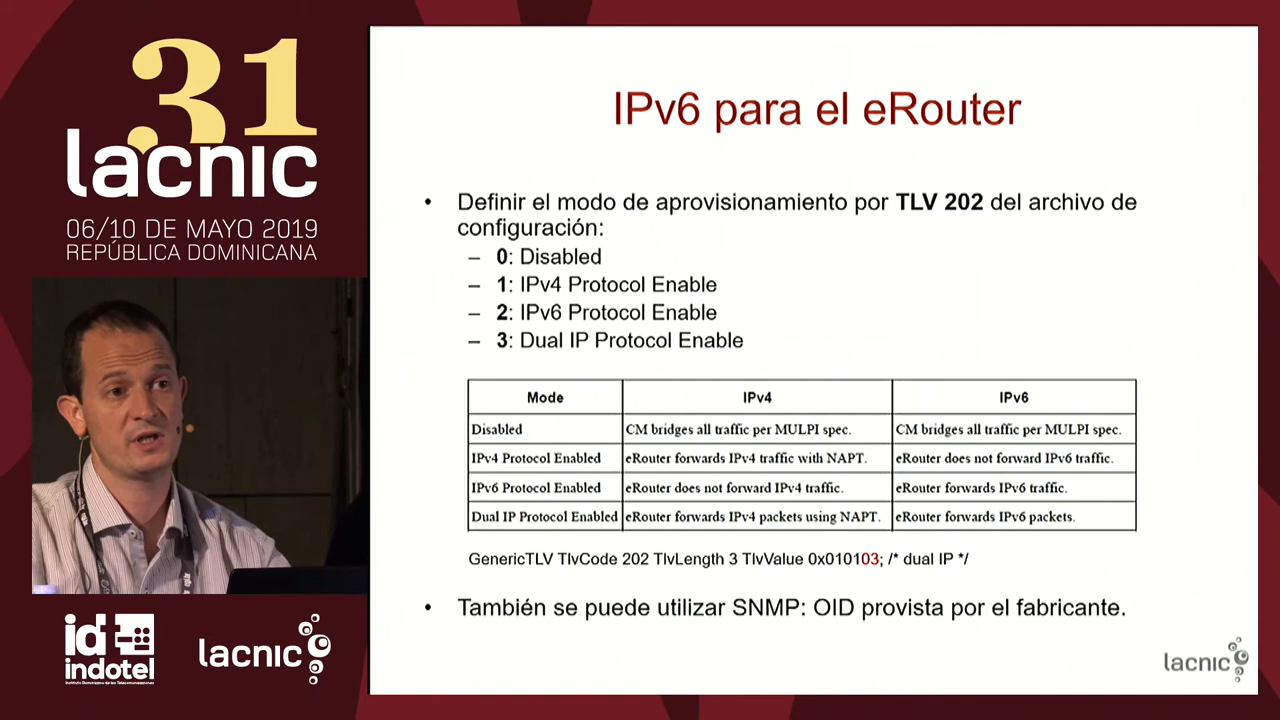 31
lacnic
06/10 DE MAYO 2019
REPÚBLICA DOMINICANA
IPv6 para el eRouter
• Definir el modo de aprovisionamiento por TLV 202 del archivo de
configuración:
– 0: Disabled
– 1: IPv4 Protocol Enable
– 2: IPv6 Protocol Enable
– 3: Dual IP Protocol Enable
Mode IPv4 IPv6
Disabled CM bridges all traffic per MULPI spec. CM bridges all traffic per MULPI spec.
IPv4 Protocol Enabled eRouter forwards IPv4 traffic with NAPT. eRouter does not forward IPv6 traffic.
IPv6 Protocol Enabled eRouter does not forward IPv4 traffic. eRouter forwards IPv6 traffic.
Dual IP Protocol Enabled eRouter forwards IPv4 packets using NAPT. eRouter forwards IPv6 packets.
GenericTLV TlvCode 202 TlvLength 3 TlvValue 0x010103; /* dual IP */
• También se puede utilizar SNMP: OID provista por el fabricante.
indotel
Instituto Dominicano de las Telecomunicaciones
lacnic
lacnic